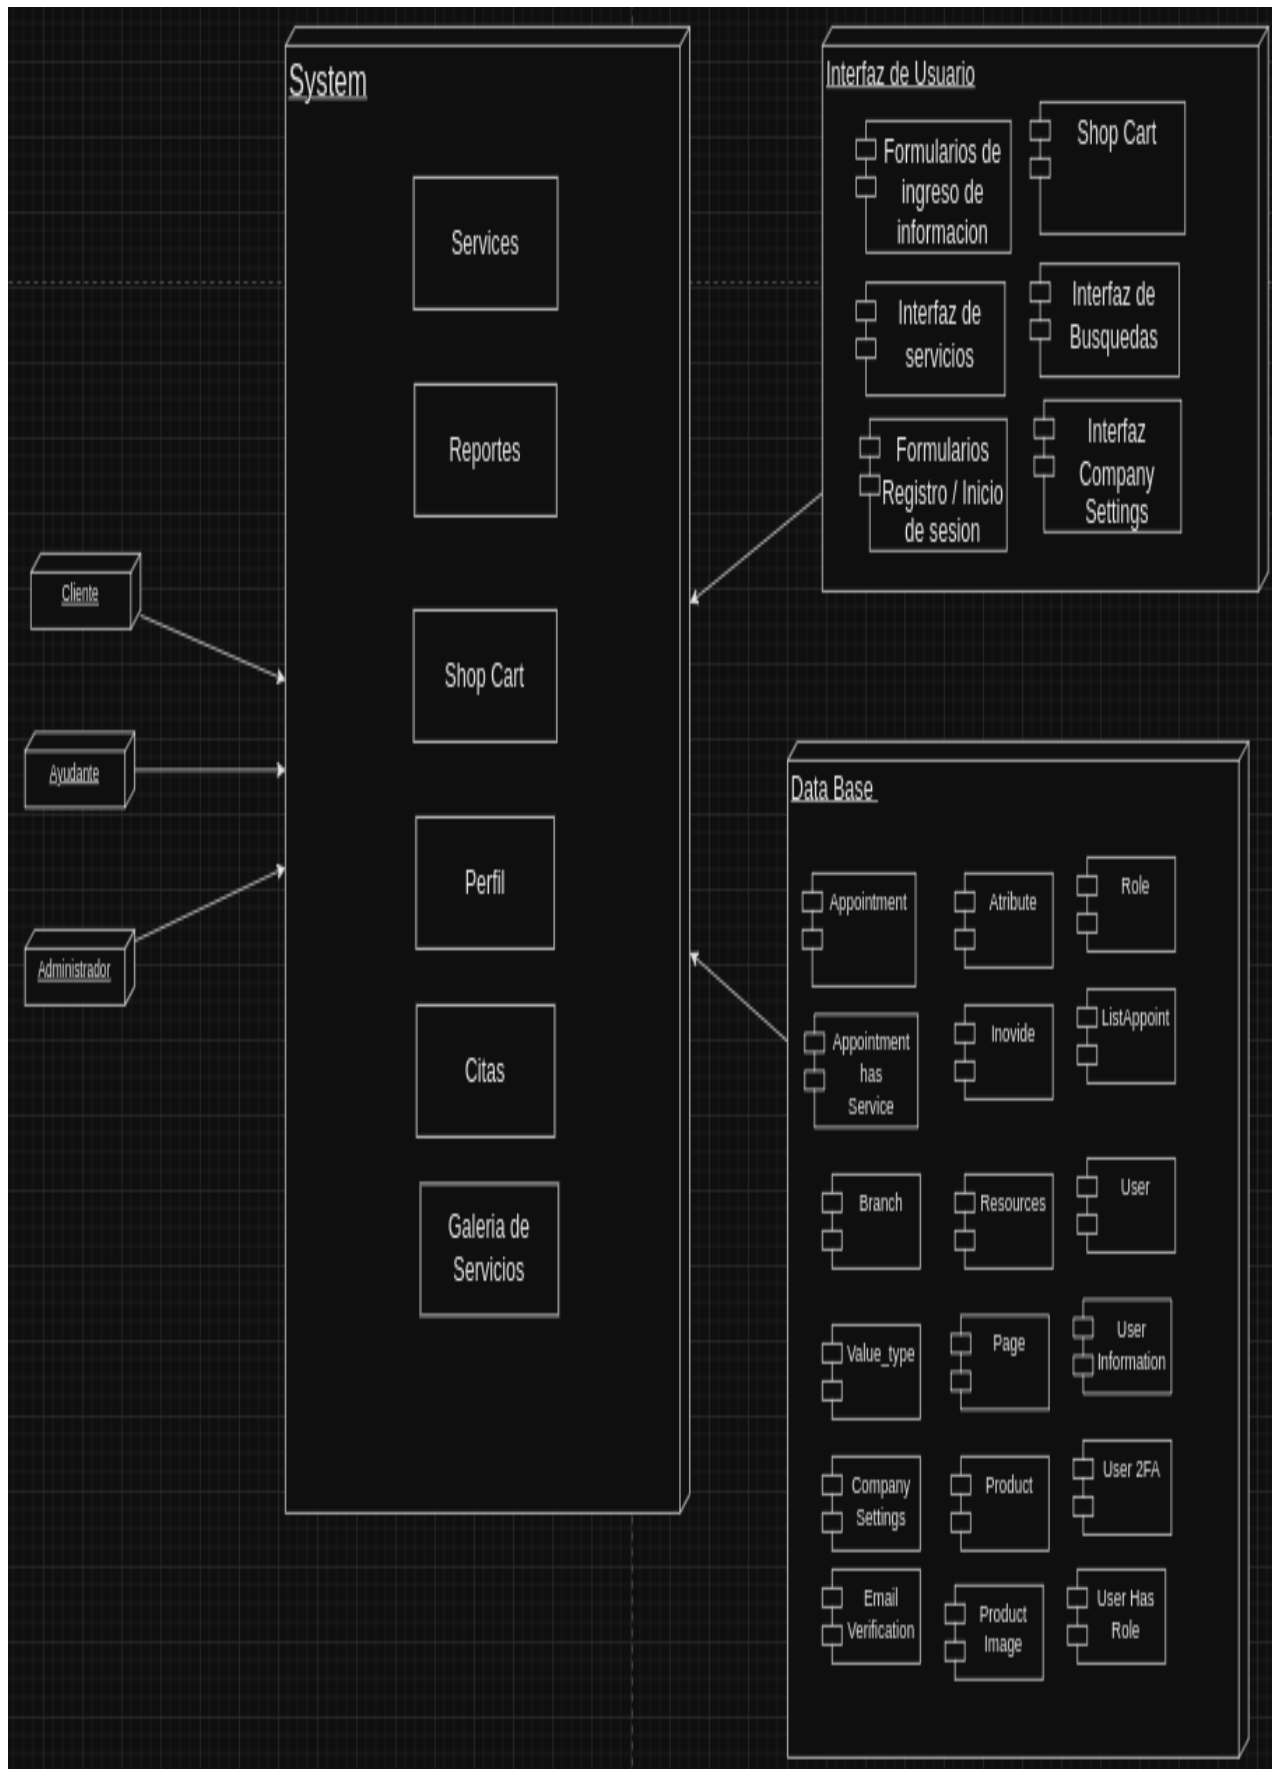 System
Services
Reportes
Shop Cart
Perfil
Citas
Galeria de
Servicios
Cliente
Ayudante
Administrador
Interfaz de Usuario
Formularios de
ingreso de
informacion
Shop Cart
Interfaz de
servicios
Interfaz de
Busquedas
Formularios
Registro / Inicio
de sesion
Interfaz
Company
Settings
Data Base
Appointment
Atribute
Role
Appointment
has
Service
Inovide
ListAppoint
Branch
Resources
User
Value_type
Page
User
Information
Company
Settings
Product
User 2FA
Email
Verification
Product
Image
User Has
Role